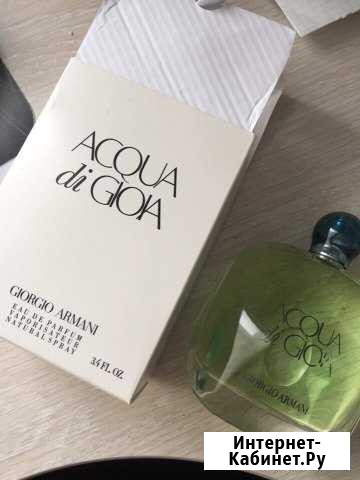 ACQUA
di GIOIA
GIORGIO ARMANI
EAU DE PARFUM
VAPORISATEUR
NATURAL SPRAY
3.4 FL. OZ.
ACQUA
di GIOIA
GIORGIO ARMANI
Интернет-
Кабинет.Ру